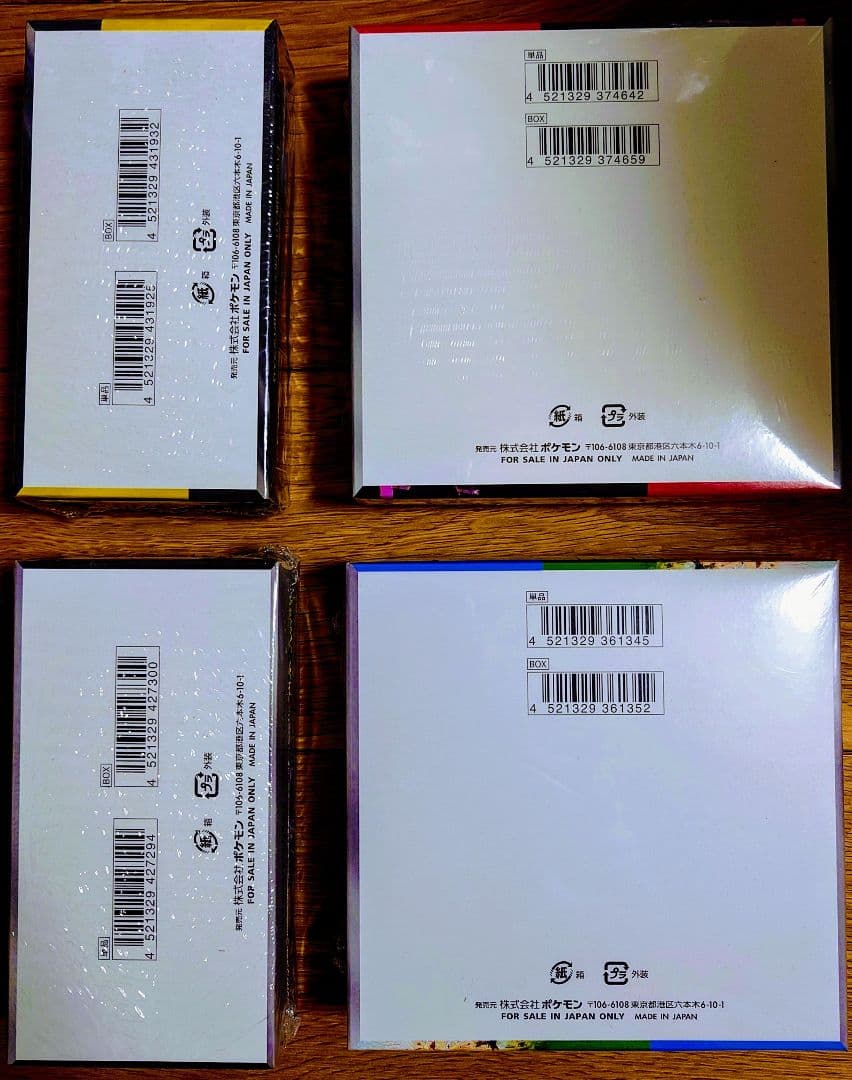 BOX
4 521329 431932
単品
4 521329 431925
プラ 外装
紙 箱
発売元 株式会社ポケモン 〒106-6108 東京都港区六本木6-10-1
FOR SALE IN JAPAN ONLY MADE IN JAPAN
単品
4 521329 374642
BOX
4 521329 374659
紙 箱 プラ 外装
発売元 株式会社ポケモン 〒106-6108 東京都港区六本木6-10-1
FOR SALE IN JAPAN ONLY MADE IN JAPAN
BOX
4 521329 427300
単品
4 521329 427294
プラ 外装
紙 箱
発売元 株式会社ポケモン 〒106-6108 東京都港区六本木6-10-1
FOR SALE IN JAPAN ONLY MADE IN JAPAN
単品
4 521329 361345
BOX
4 521329 361352
紙 箱 プラ 外装
発売元 株式会社ポケモン 〒106-6108 東京都港区六本木6-10-1
FOR SALE IN JAPAN ONLY MADE IN JAPAN